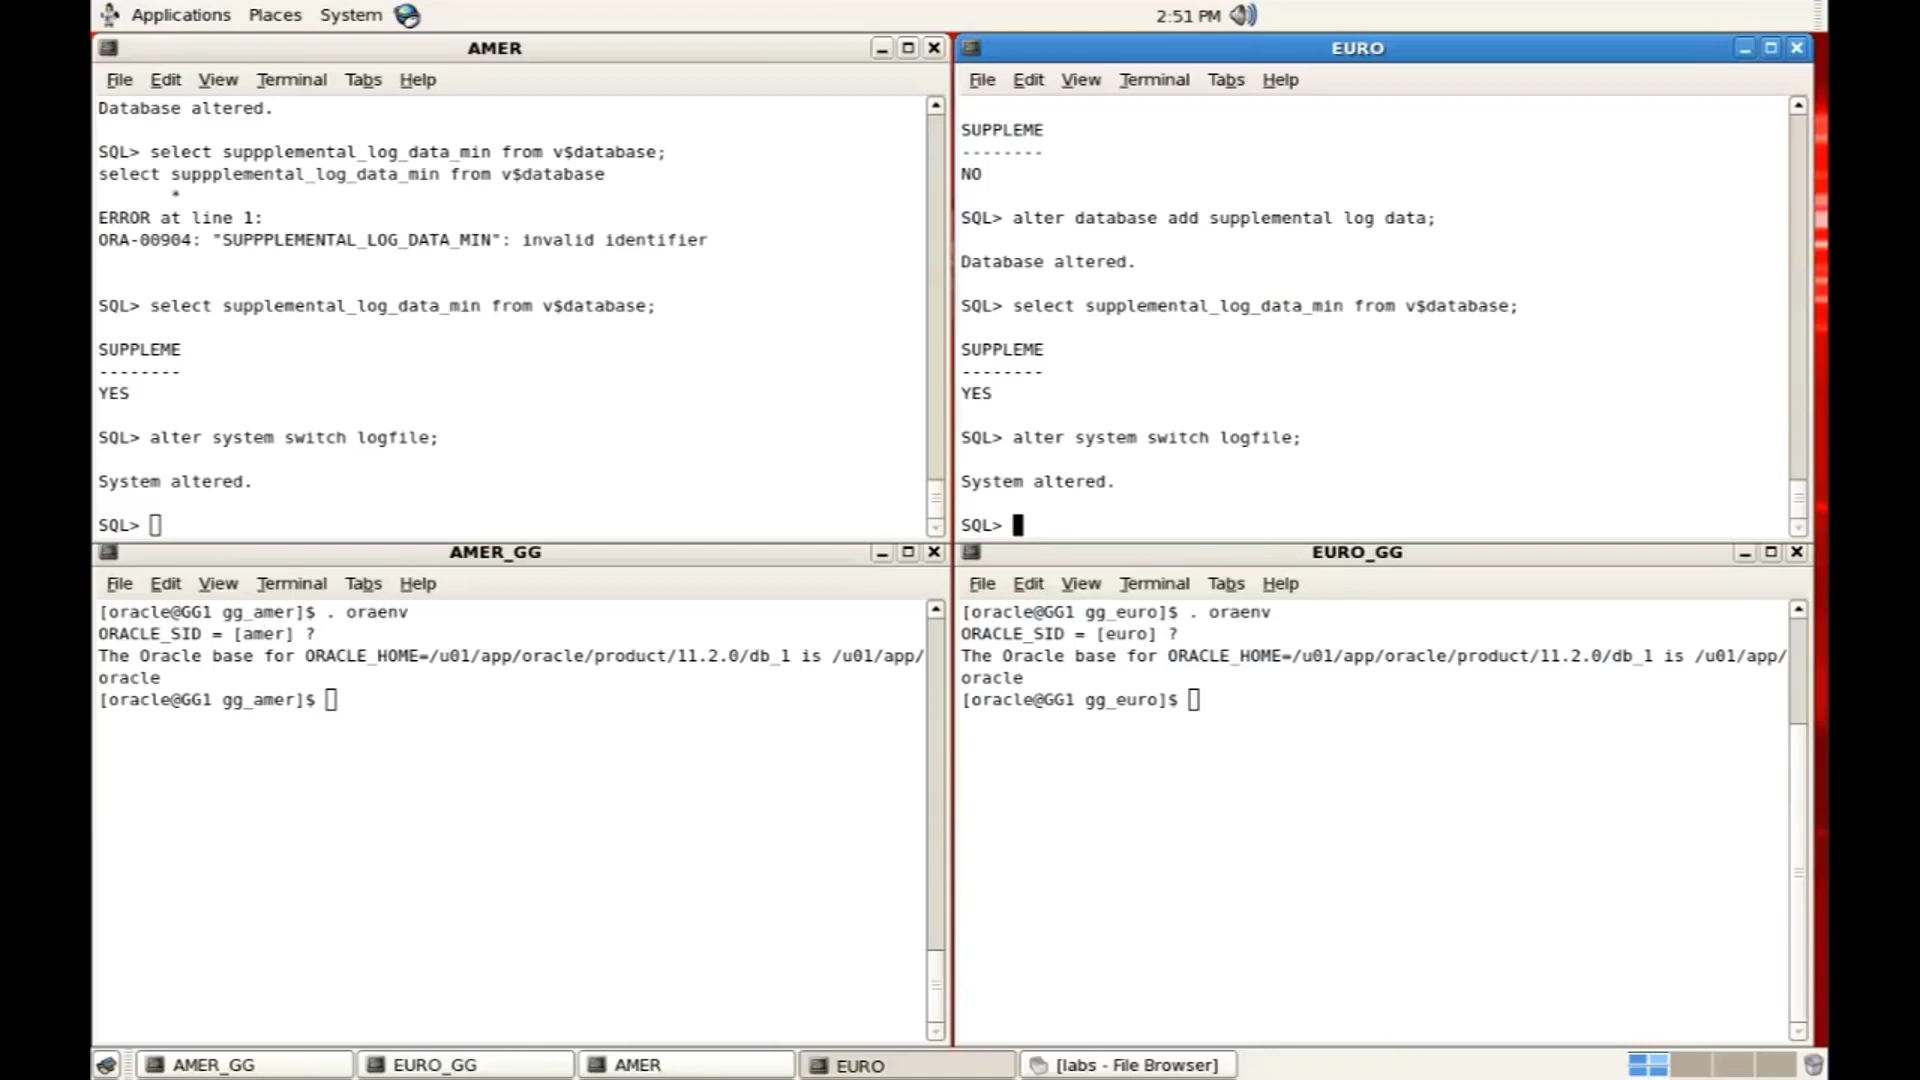 Applications Places System 2:51 PM
AMER
File Edit View Terminal Tabs Help
Database altered.
SQL> select suppplemental_log_data_min from v$database;
select suppplemental_log_data_min from v$database
*
ERROR at line 1:
ORA-00904: "SUPPPLEMENTAL_LOG_DATA_MIN": invalid identifier
SQL> select supplemental_log_data_min from v$database;
SUPPLEME
--------
YES
SQL> alter system switch logfile;
System altered.
SQL>
EURO
File Edit View Terminal Tabs Help
SUPPLEME
--------
NO
SQL> alter database add supplemental log data;
Database altered.
SQL> select supplemental_log_data_min from v$database;
SUPPLEME
--------
YES
SQL> alter system switch logfile;
System altered.
SQL>
AMER_GG
File Edit View Terminal Tabs Help
[oracle@GG1 gg_amer]$ . oraenv
ORACLE_SID = [amer] ?
The Oracle base for ORACLE_HOME=/u01/app/oracle/product/11.2.0/db_1 is /u01/app/
oracle
[oracle@GG1 gg_amer]$
EURO_GG
File Edit View Terminal Tabs Help
[oracle@GG1 gg_euro]$ . oraenv
ORACLE_SID = [euro] ?
The Oracle base for ORACLE_HOME=/u01/app/oracle/product/11.2.0/db_1 is /u01/app/
oracle
[oracle@GG1 gg_euro]$
AMER_GG EURO_GG AMER EURO [labs - File Browser]